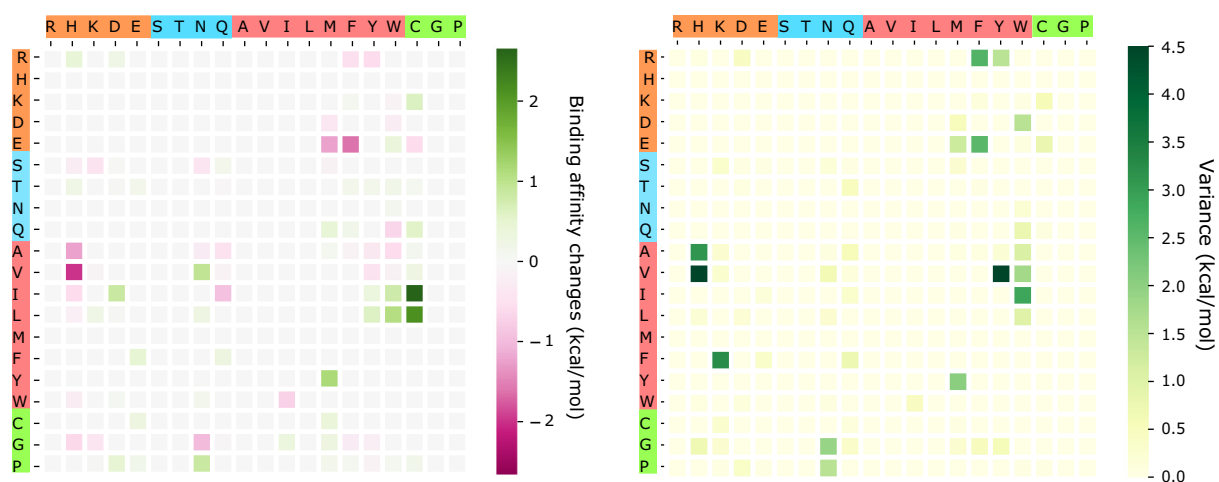 R H K D E S T N Q A V I L M F Y W C G P
R
H
K
D
E
S
T
N
Q
A
V
I
L
M
F
Y
W
C
G
P
2
1
0
−1
−2
Binding affinity changes (kcal/mol)
R H K D E S T N Q A V I L M F Y W C G P
R
H
K
D
E
S
T
N
Q
A
V
I
L
M
F
Y
W
C
G
P
4.5
4.0
3.5
3.0
2.5
2.0
1.5
1.0
0.5
0.0
Variance (kcal/mol)